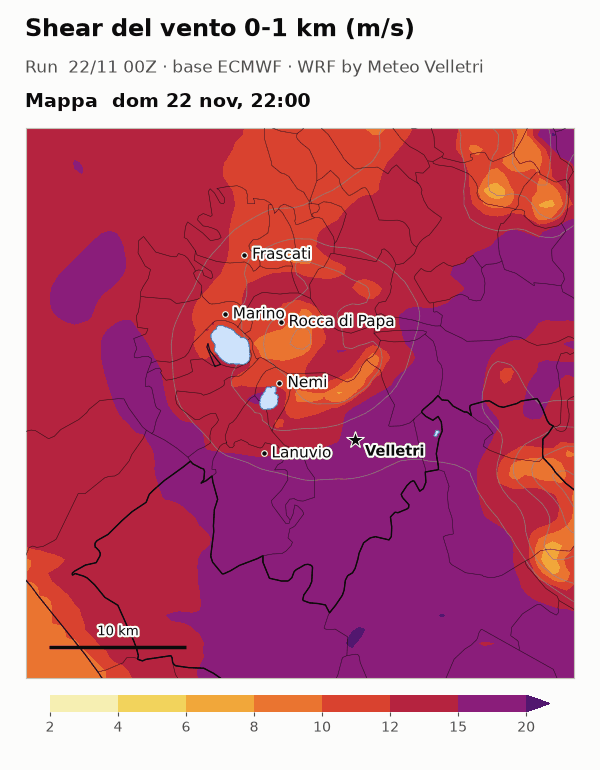 Shear del vento 0-1 km (m/s)
Run  22/11 00Z · base ECMWF · WRF by Meteo Velletri
Mappa  dom 22 nov, 22:00
Frascati
Marino
Rocca di Papa
Nemi
Velletri
Lanuvio
10 km
2 4 6 8 10 12 15 20